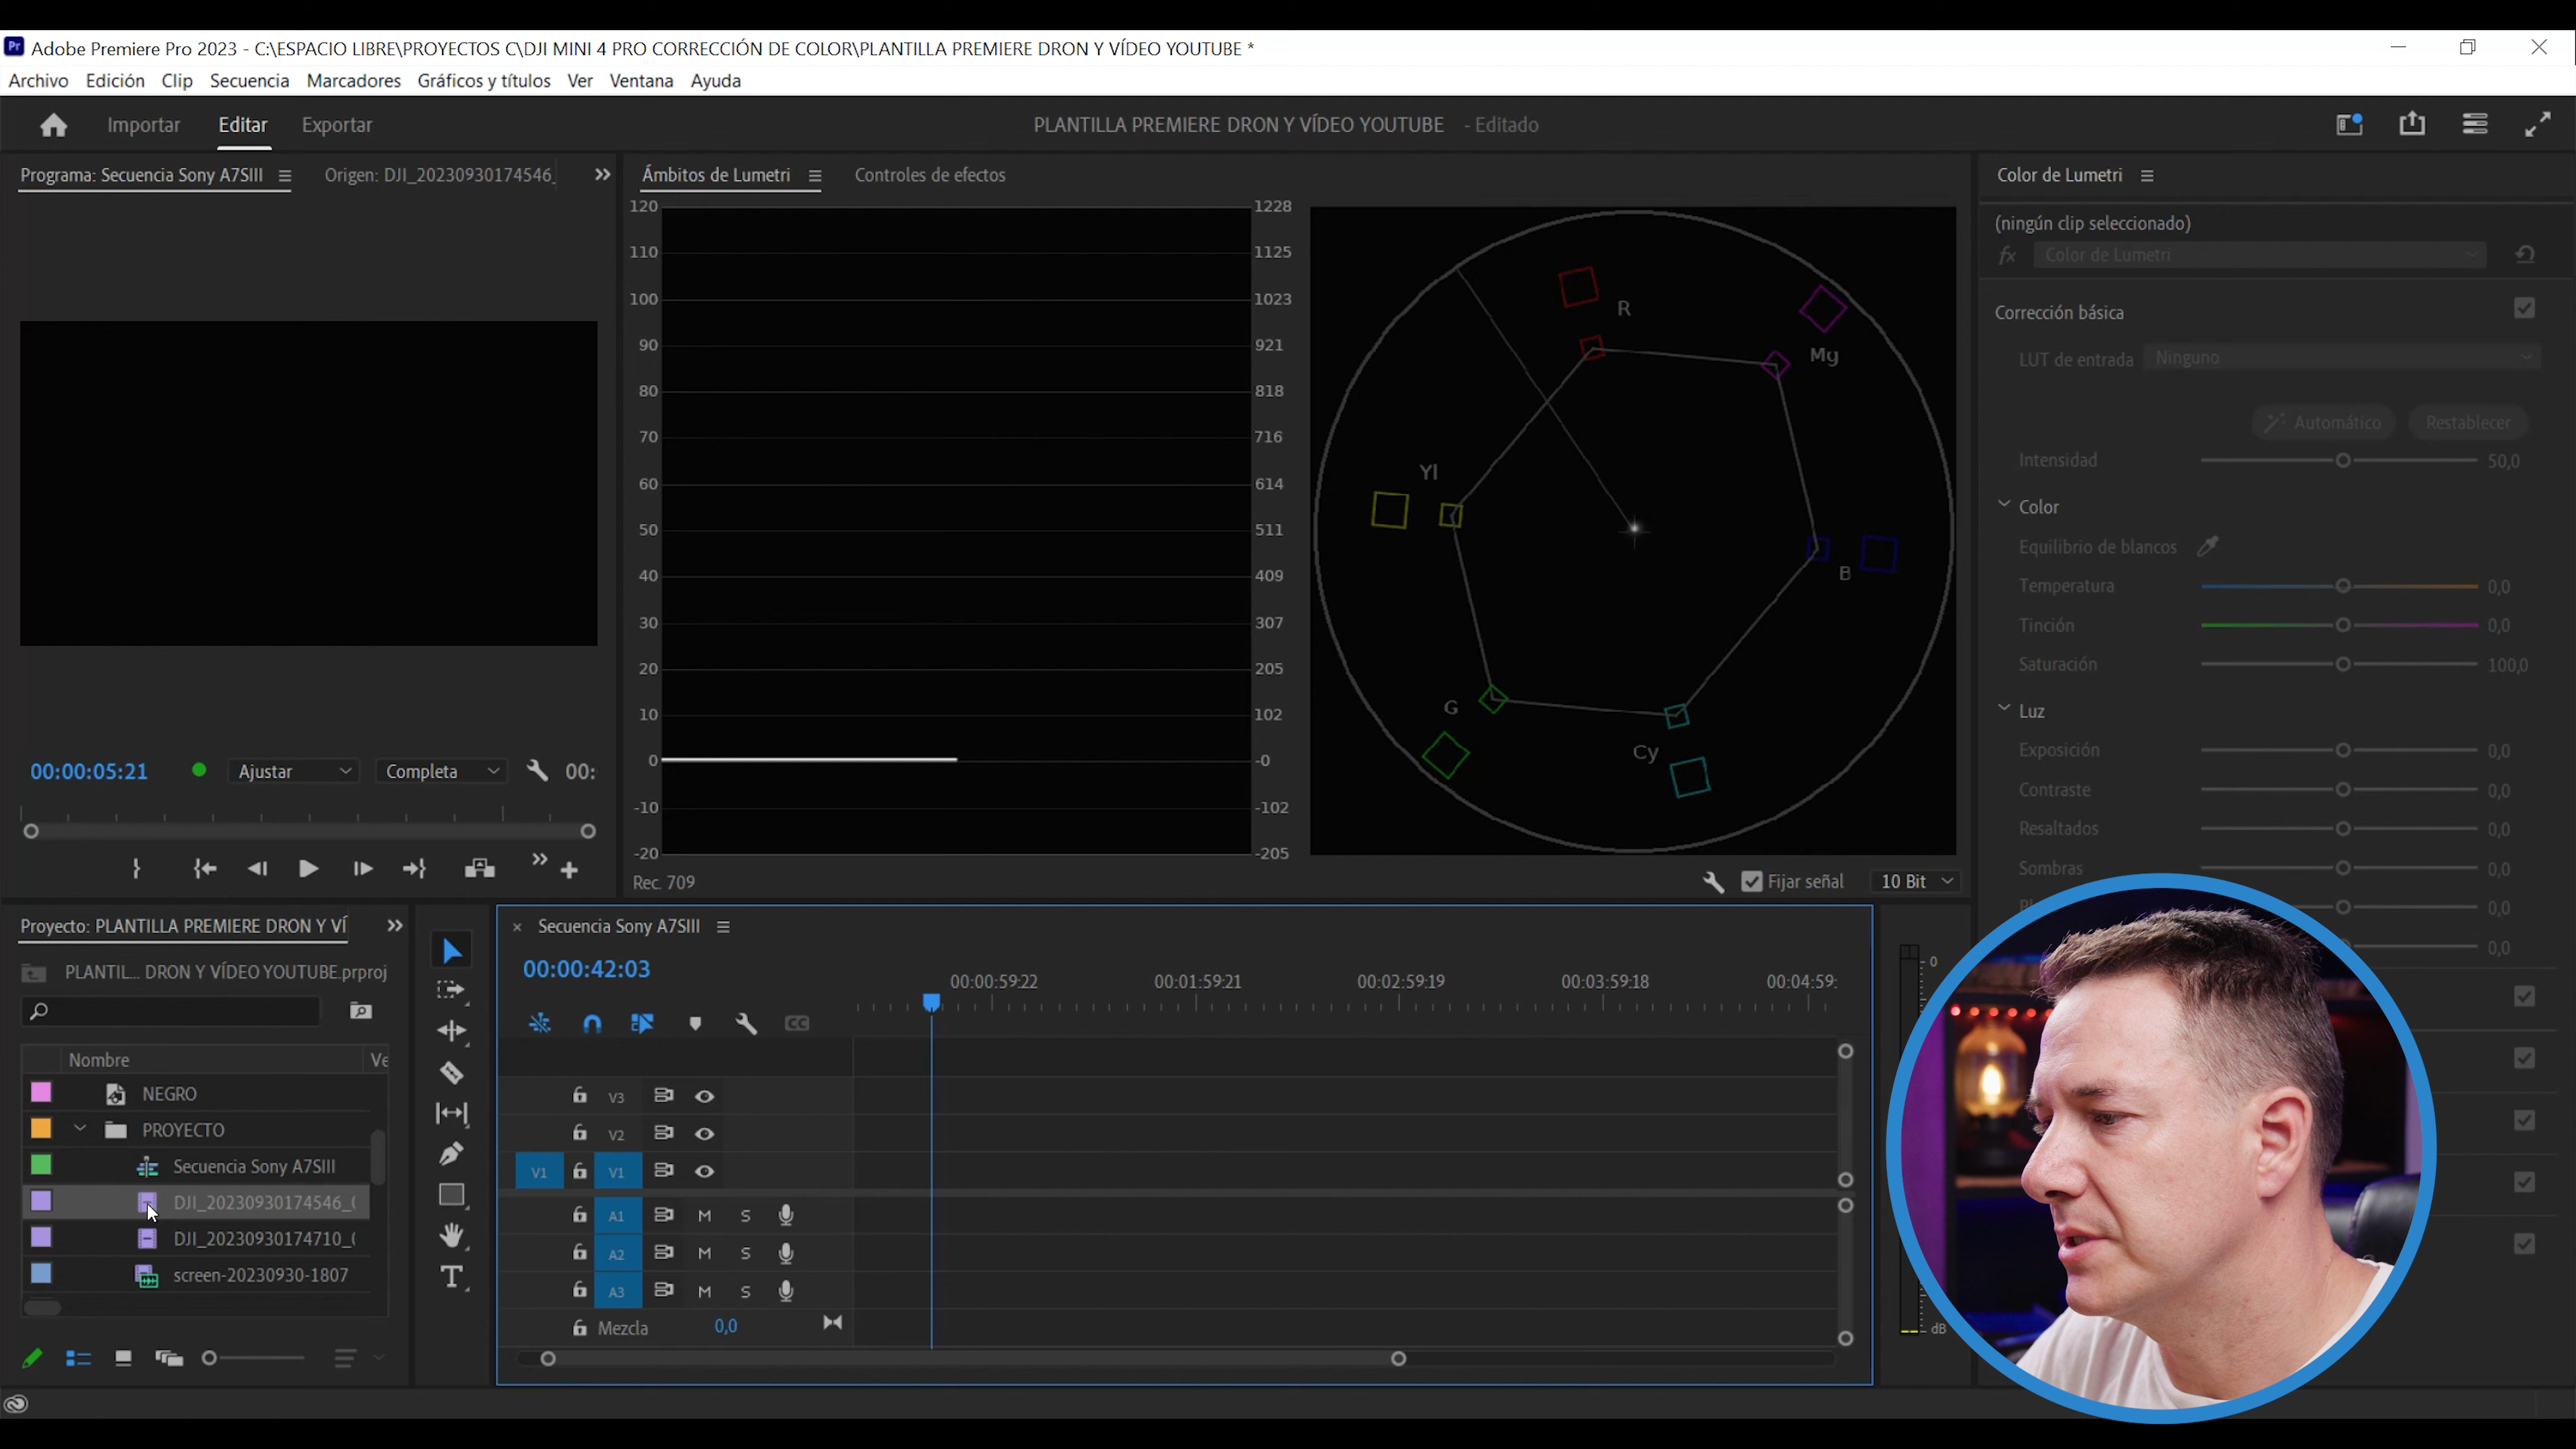 Pr Adobe Premiere Pro 2023 - C:\ESPACIO LIBRE\PROYECTOS C\DJI MINI 4 PRO CORRECCIÓN DE COLOR\PLANTILLA PREMIERE DRON Y VÍDEO YOUTUBE *
Archivo Edición Clip Secuencia Marcadores Gráficos y títulos Ver Ventana Ayuda
Importar Editar Exportar PLANTILLA PREMIERE DRON Y VÍDEO YOUTUBE - Editado
Programa: Secuencia Sony A7SIII Origen: DJI_20230930174546_
Ámbitos de Lumetri Controles de efectos
120 1228
110 1125
100 1023
90 921
80 818
70 716
60 614
50 511
40 409
30 307
20 205
10 102
0 -0
-10 -102
-20 -205
R
Mg
Yl
B
G
Cy
Rec. 709 Fijar señal 10 Bit
Color de Lumetri
(ningún clip seleccionado)
fx Color de Lumetri
Corrección básica
LUT de entrada Ninguno
Automático Restablecer
Intensidad 50,0
Color
Equilibrio de blancos
Temperatura 0,0
Tinción 0,0
Saturación 100,0
Luz
Exposición 0,0
Contraste 0,0
Resaltados 0,0
Sombras 0,0
0,0
0,0
00:00:05:21 Ajustar Completa 00:
Proyecto: PLANTILLA PREMIERE DRON Y VÍ
PLANTIL... DRON Y VÍDEO YOUTUBE.prproj
Nombre Ve
NEGRO
PROYECTO
Secuencia Sony A7SIII
DJI_20230930174546_0
DJI_20230930174710_0
screen-20230930-1807
Secuencia Sony A7SIII
00:00:42:03
00:00:59:22 00:01:59:21 00:02:59:19 00:03:59:18 00:04:59:
CC
V3
V2
V1 V1
A1 M S
A2 M S
A3 M S
Mezcla 0,0
0
dB